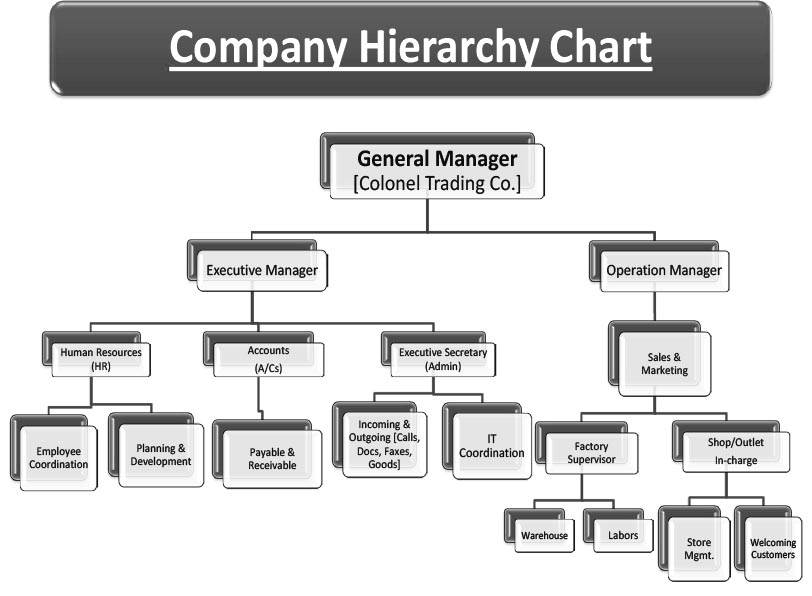 Company Hierarchy Chart
General Manager
[Colonel Trading Co.]
Executive Manager
Operation Manager
Human Resources
(HR)
Accounts
(A/Cs)
Executive Secretary
(Admin)
Sales &
Marketing
Employee
Coordination
Planning &
Development
Payable &
Receivable
Incoming &
Outgoing [Calls,
Docs, Faxes,
Goods]
IT
Coordination
Factory
Supervisor
Shop/Outlet
In-charge
Warehouse
Labors
Store
Mgmt.
Welcoming
Customers